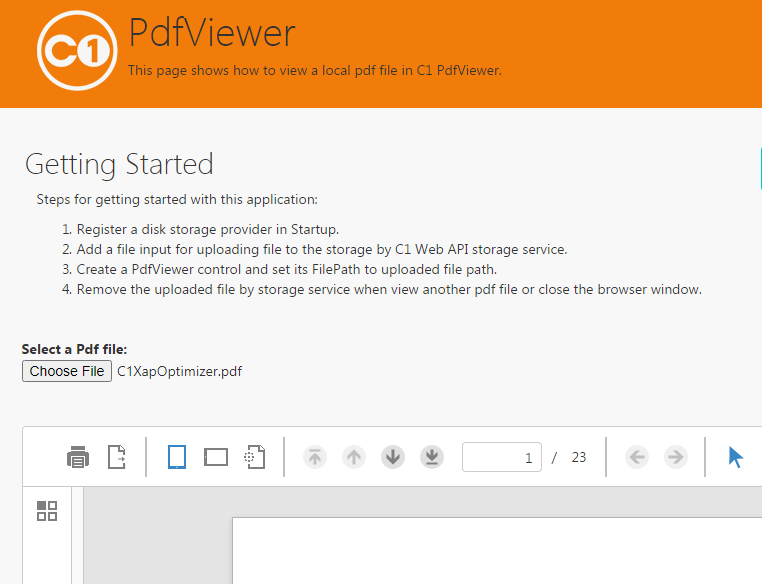 C1
PdfViewer
This page shows how to view a local pdf file in C1 PdfViewer.
Getting Started
Steps for getting started with this application:
1. Register a disk storage provider in Startup.
2. Add a file input for uploading file to the storage by C1 Web API storage service.
3. Create a PdfViewer control and set its FilePath to uploaded file path.
4. Remove the uploaded file by storage service when view another pdf file or close the browser window.
Select a Pdf file:
Choose File C1XapOptimizer.pdf
1 / 23